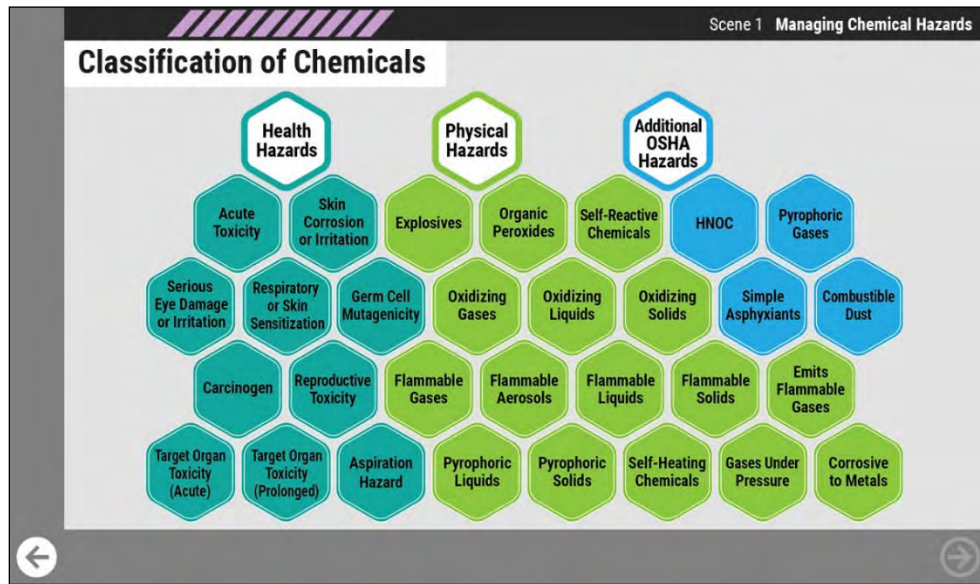 Scene 1 Managing Chemical Hazards
Classification of Chemicals
Health
Hazards
Physical
Hazards
Additional
OSHA
Hazards
Acute
Toxicity
Skin
Corrosion
or Irritation
Explosives
Organic
Peroxides
Self-Reactive
Chemicals
HNOC
Pyrophoric
Gases
Serious
Eye Damage
or Irritation
Respiratory
or Skin
Sensitization
Germ Cell
Mutagenicity
Oxidizing
Gases
Oxidizing
Liquids
Oxidizing
Solids
Simple
Asphyxiants
Combustible
Dust
Carcinogen
Reproductive
Toxicity
Flammable
Gases
Flammable
Aerosols
Flammable
Liquids
Flammable
Solids
Emits
Flammable
Gases
Target Organ
Toxicity
(Acute)
Target Organ
Toxicity
(Prolonged)
Aspiration
Hazard
Pyrophoric
Liquids
Pyrophoric
Solids
Self-Heating
Chemicals
Gases Under
Pressure
Corrosive
to Metals